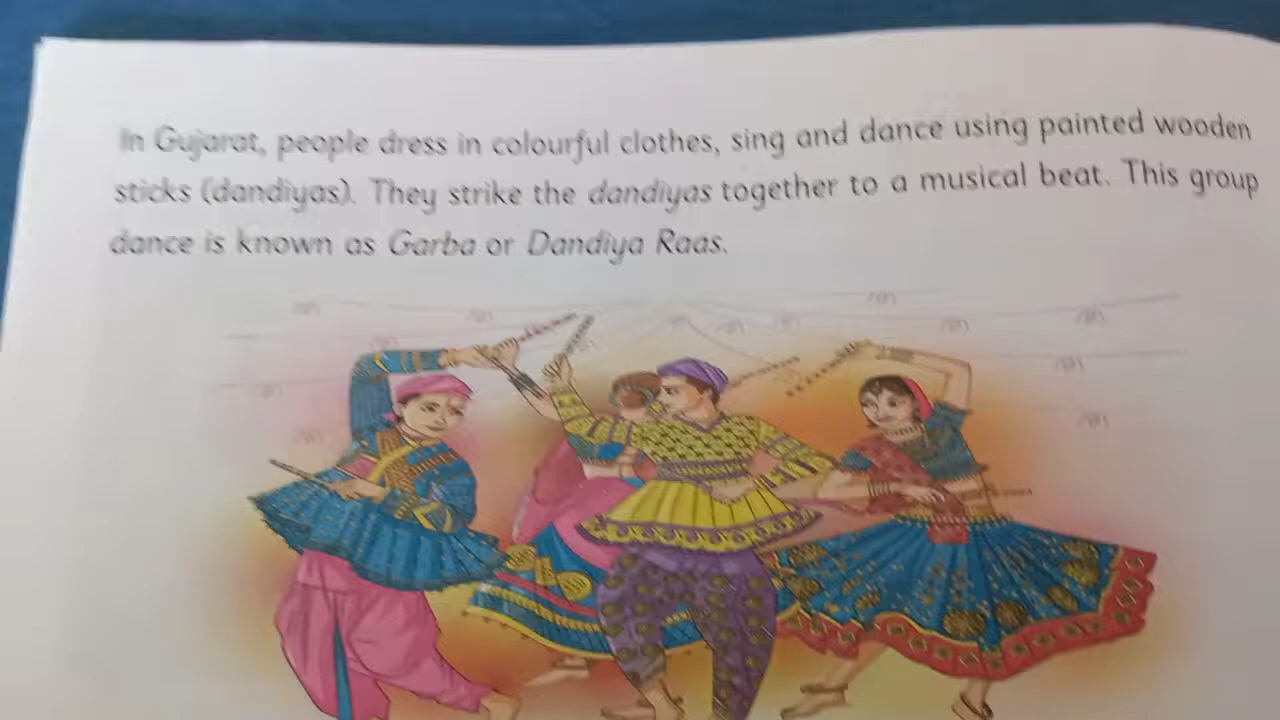 In Gujarat, people dress in colourful clothes, sing and dance using painted wooden
sticks (dandiyas). They strike the dandiyas together to a musical beat. This group
dance is known as Garba or Dandiya Raas.